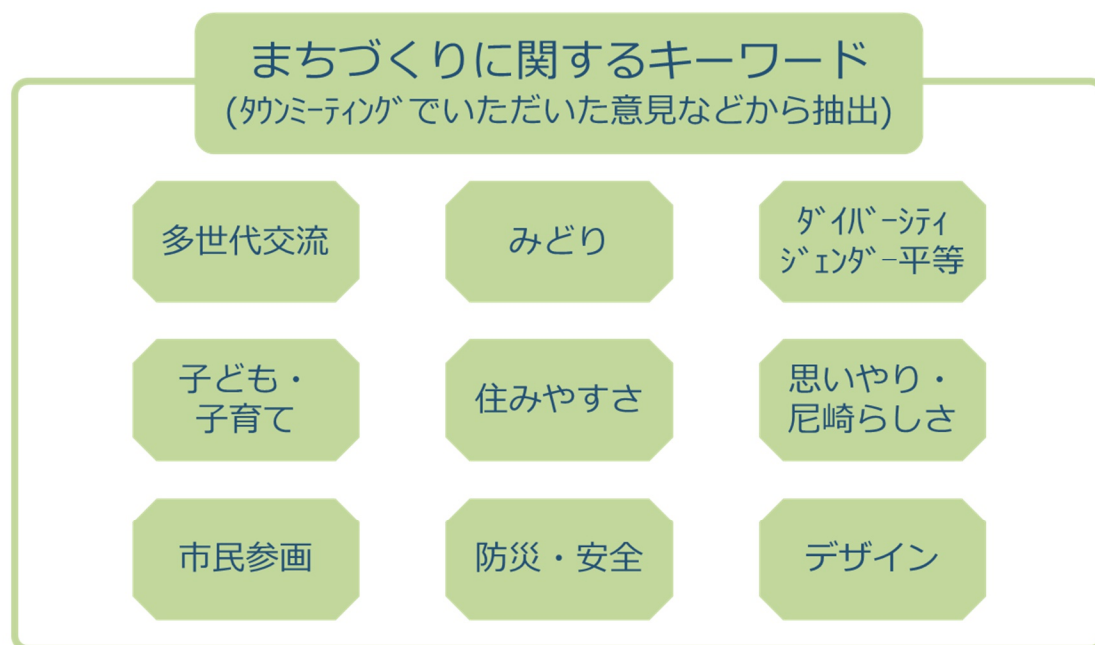 まちづくりに関するキーワード
(ﾀｳﾝﾐｰﾃｨﾝｸﾞでいただいた意見などから抽出)
多世代交流
みどり
ﾀﾞｲﾊﾞｰｼﾃｨ
ｼﾞｪﾝﾀﾞｰ平等
子ども・
子育て
住みやすさ
思いやり・
尼崎らしさ
市民参画
防災・安全
デザイン